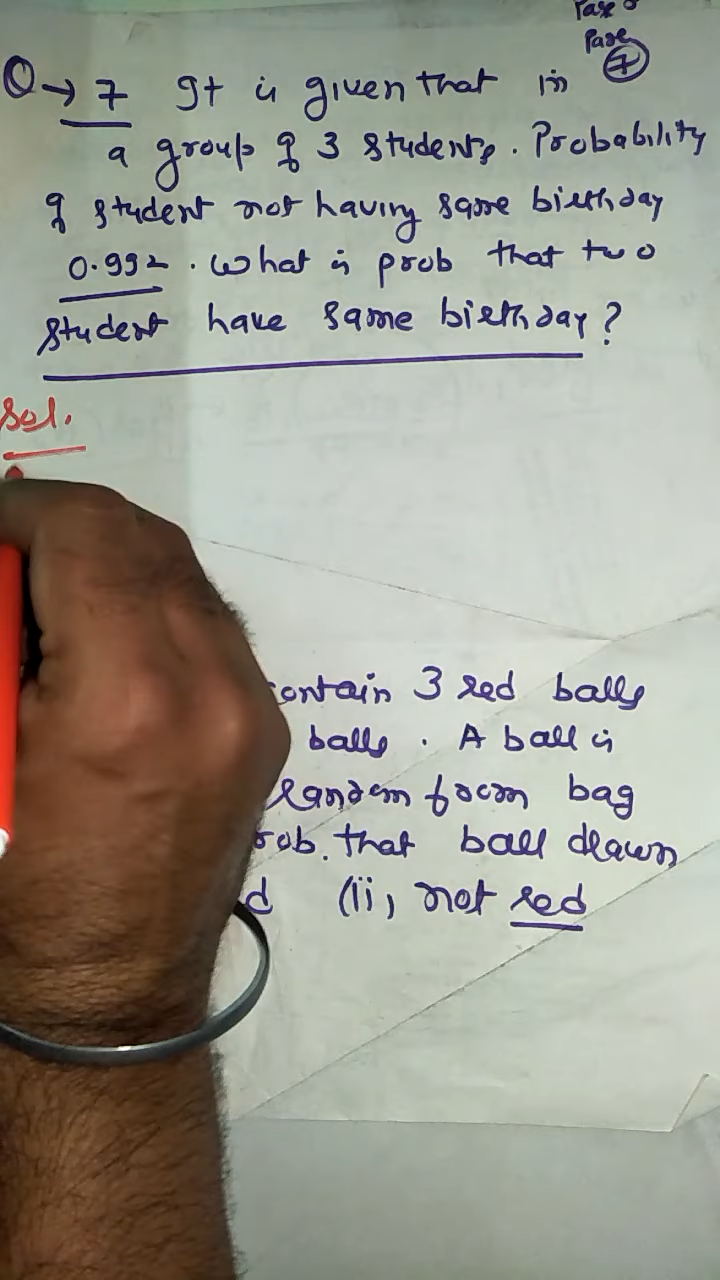 Page
7
Q → 7 It is given that in
a group of 3 students. Probability
of student not having same birthday
0.992. What is prob that two
student have same birthday?
Sol.
contain 3 red balls
balls. A ball is
random from bag
prob. that ball drawn
d (ii) not red